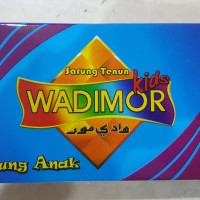 Sarung Tenun
kids
WADIMOR
وادي مور
ung Anak